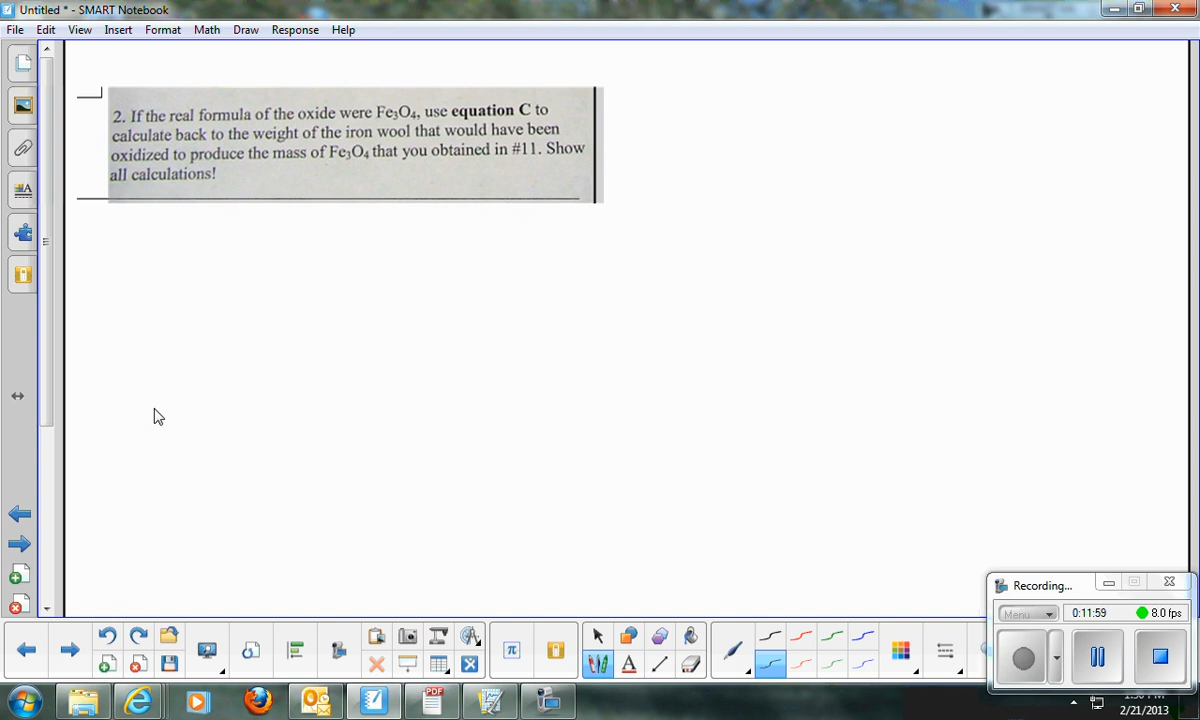 Untitled * - SMART Notebook
File Edit View Insert Format Math Draw Response Help
2. If the real formula of the oxide were Fe₃O₄, use equation C to
calculate back to the weight of the iron wool that would have been
oxidized to produce the mass of Fe₃O₄ that you obtained in #11. Show
all calculations!
Recording...
Menu 0:11:59 8.0 fps
π
A
PDF
2/21/2013